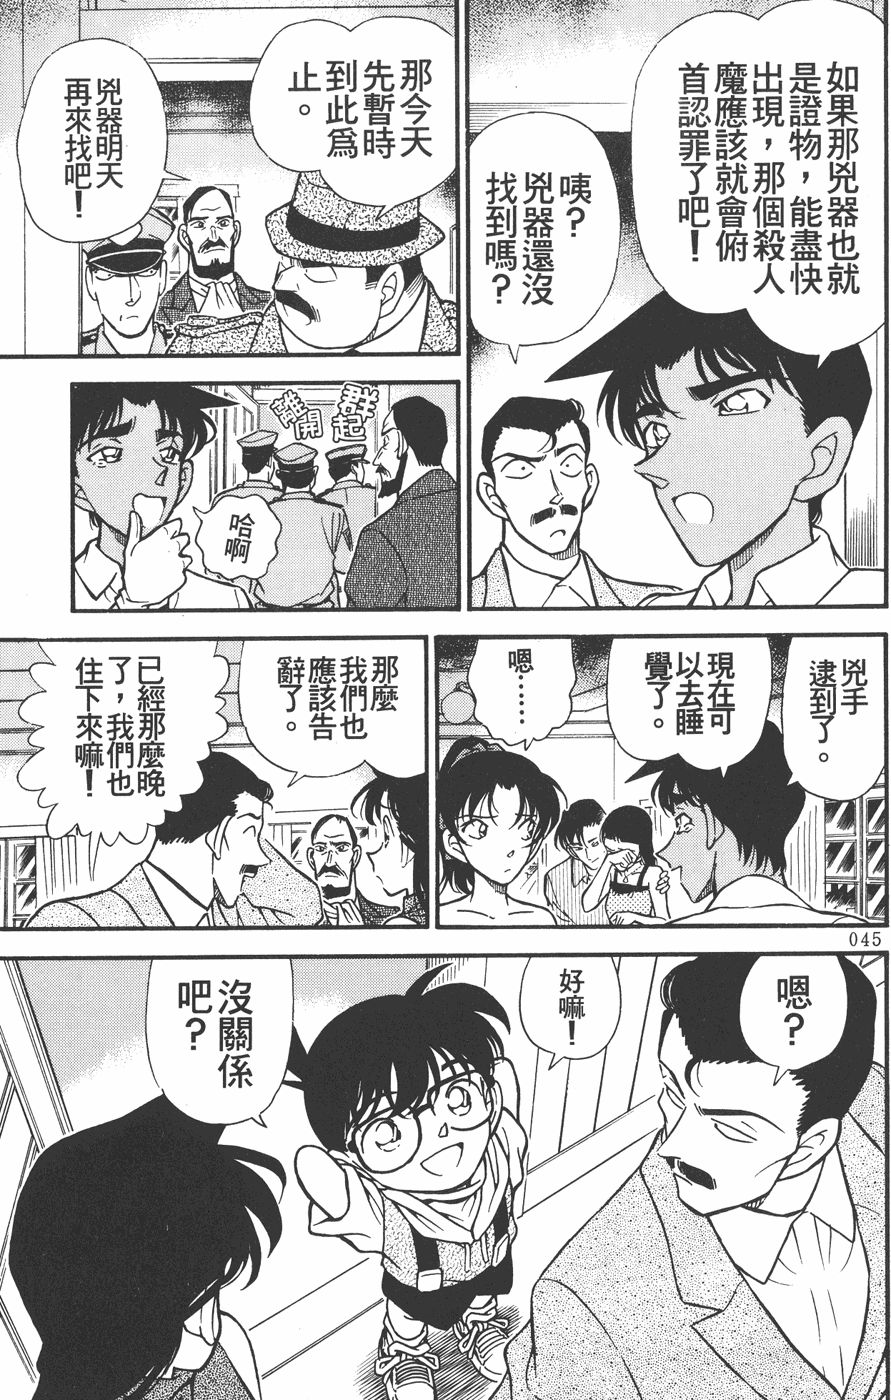 如果那兇器也就
是證物，能盡快
出現，那個殺人
魔應該就會俯
首認罪了吧！
咦？
兇器還沒
找到嗎？
那今天
先暫時
到此為
止。
兇器明天
再來找吧！
群起
離開
哈啊
兇手
逮到了。
現在可
以去睡
覺了。
嗯……
那麼
我們也
應該告
辭了。
已經那麼晚
了，我們也
住下來嘛！
045
嗯？
好嘛！
沒關係
吧？